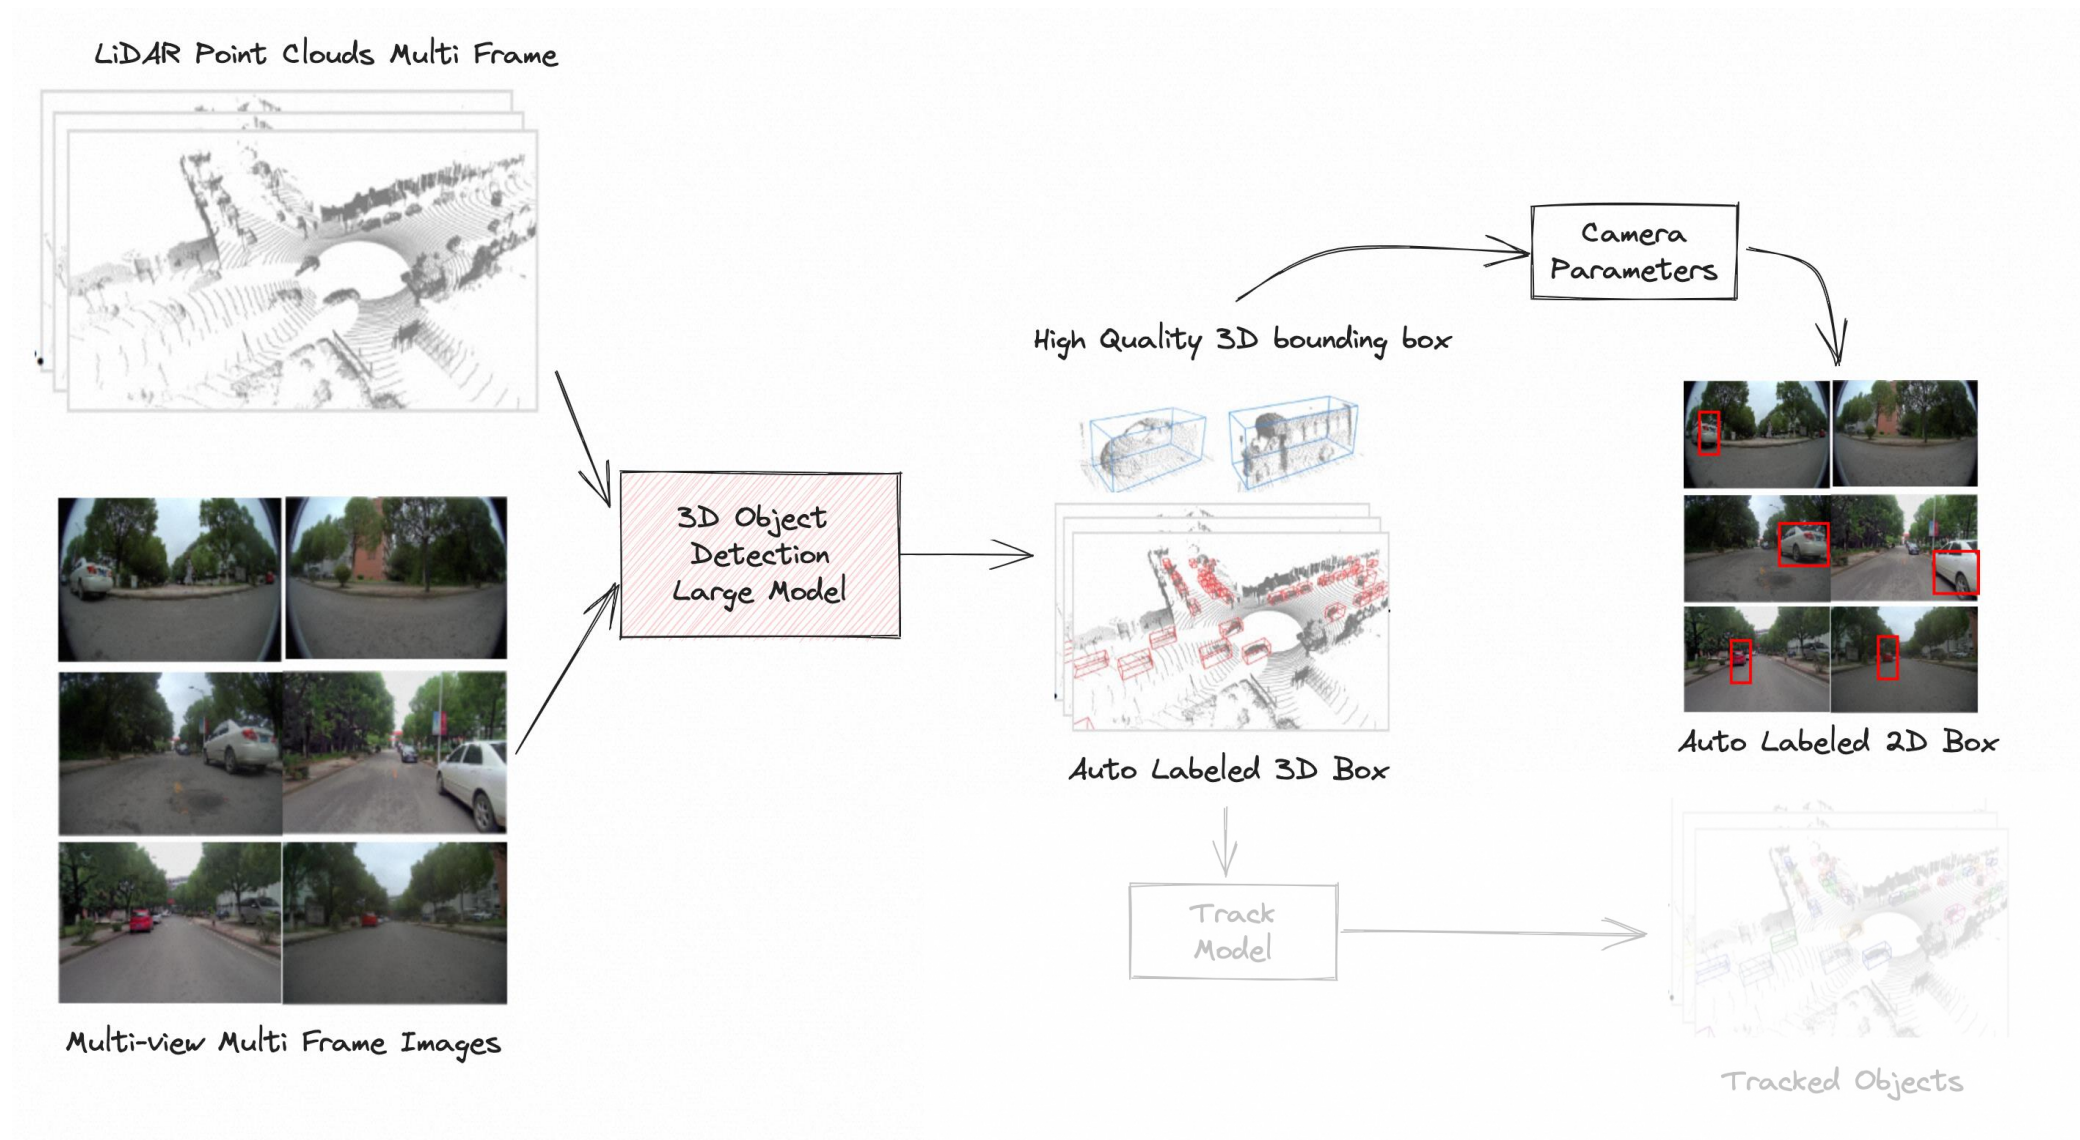 LiDAR Point Clouds Multi Frame
Camera
Parameters
High Quality 3D bounding box
3D Object
Detection
Large Model
Auto Labeled 2D Box
Auto Labeled 3D Box
Track
Model
Multi-view Multi Frame Images
Tracked Objects